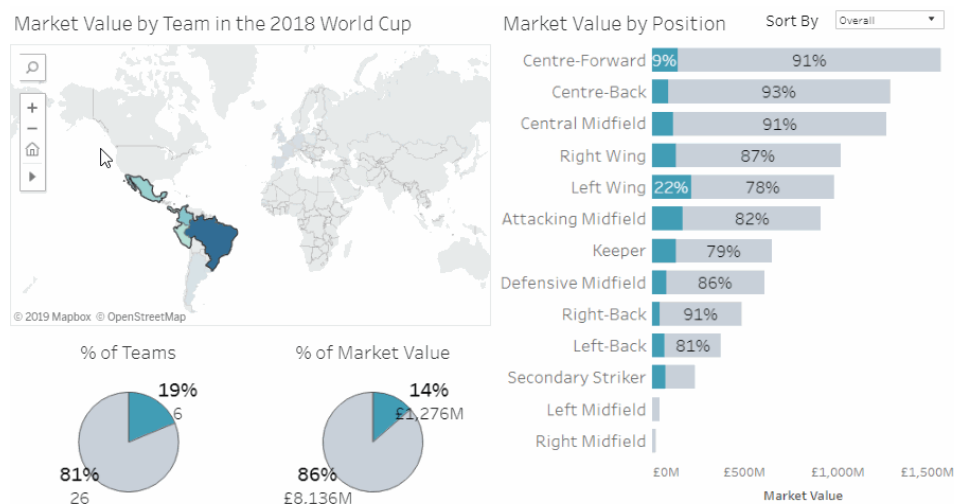 Market Value by Team in the 2018 World Cup
© 2019 Mapbox © OpenStreetMap
% of Teams
19%
6
81%
26
% of Market Value
14%
£1,276M
86%
£8,136M
Market Value by Position
Sort By
Overall
Centre-Forward 9% 91%
Centre-Back 93%
Central Midfield 91%
Right Wing 87%
Left Wing 22% 78%
Attacking Midfield 82%
Keeper 79%
Defensive Midfield 86%
Right-Back 91%
Left-Back 81%
Secondary Striker
Left Midfield
Right Midfield
£0M £500M £1,000M £1,500M
Market Value